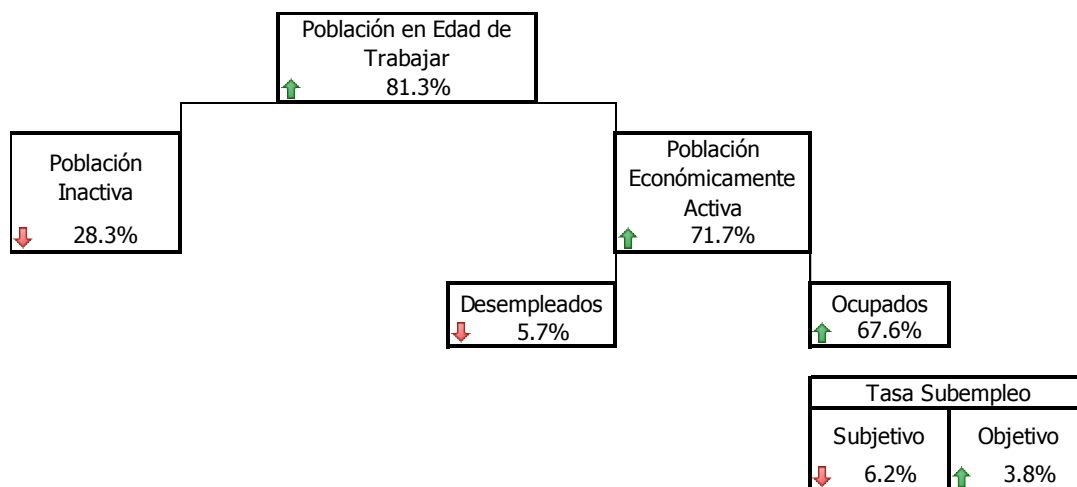 Población en Edad de
Trabajar
81.3%
Población
Inactiva
28.3%
Población
Económicamente
Activa
71.7%
Desempleados
5.7%
Ocupados
67.6%
Tasa Subempleo
Subjetivo
6.2%
Objetivo
3.8%